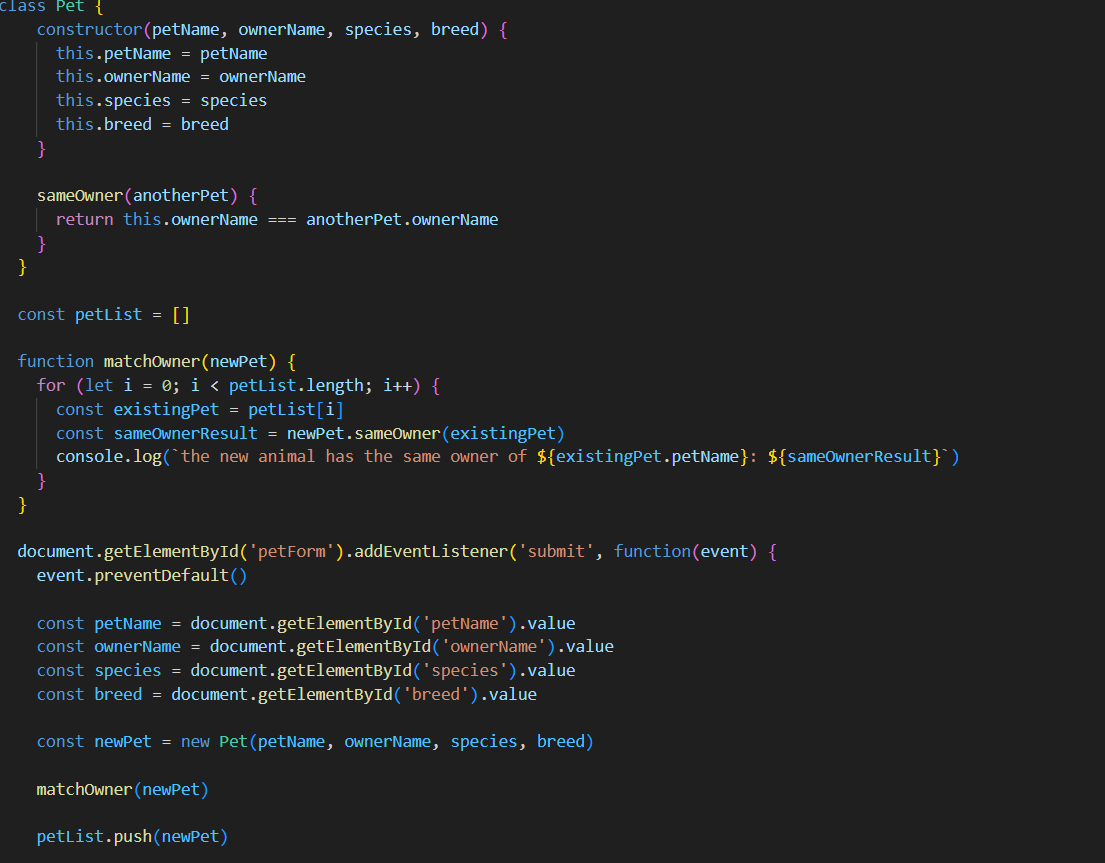 class Pet {
constructor(petName, ownerName, species, breed) {
this.petName = petName
this.ownerName = ownerName
this.species = species
this.breed = breed
}
sameOwner(anotherPet) {
return this.ownerName === anotherPet.ownerName
}
}
const petList = []
function matchOwner(newPet) {
for (let i = 0; i < petList.length; i++) {
const existingPet = petList[i]
const sameOwnerResult = newPet.sameOwner(existingPet)
console.log(`the new animal has the same owner of ${existingPet.petName}: ${sameOwnerResult}`)
}
}
document.getElementById('petForm').addEventListener('submit', function(event) {
event.preventDefault()
const petName = document.getElementById('petName').value
const ownerName = document.getElementById('ownerName').value
const species = document.getElementById('species').value
const breed = document.getElementById('breed').value
const newPet = new Pet(petName, ownerName, species, breed)
matchOwner(newPet)
petList.push(newPet)